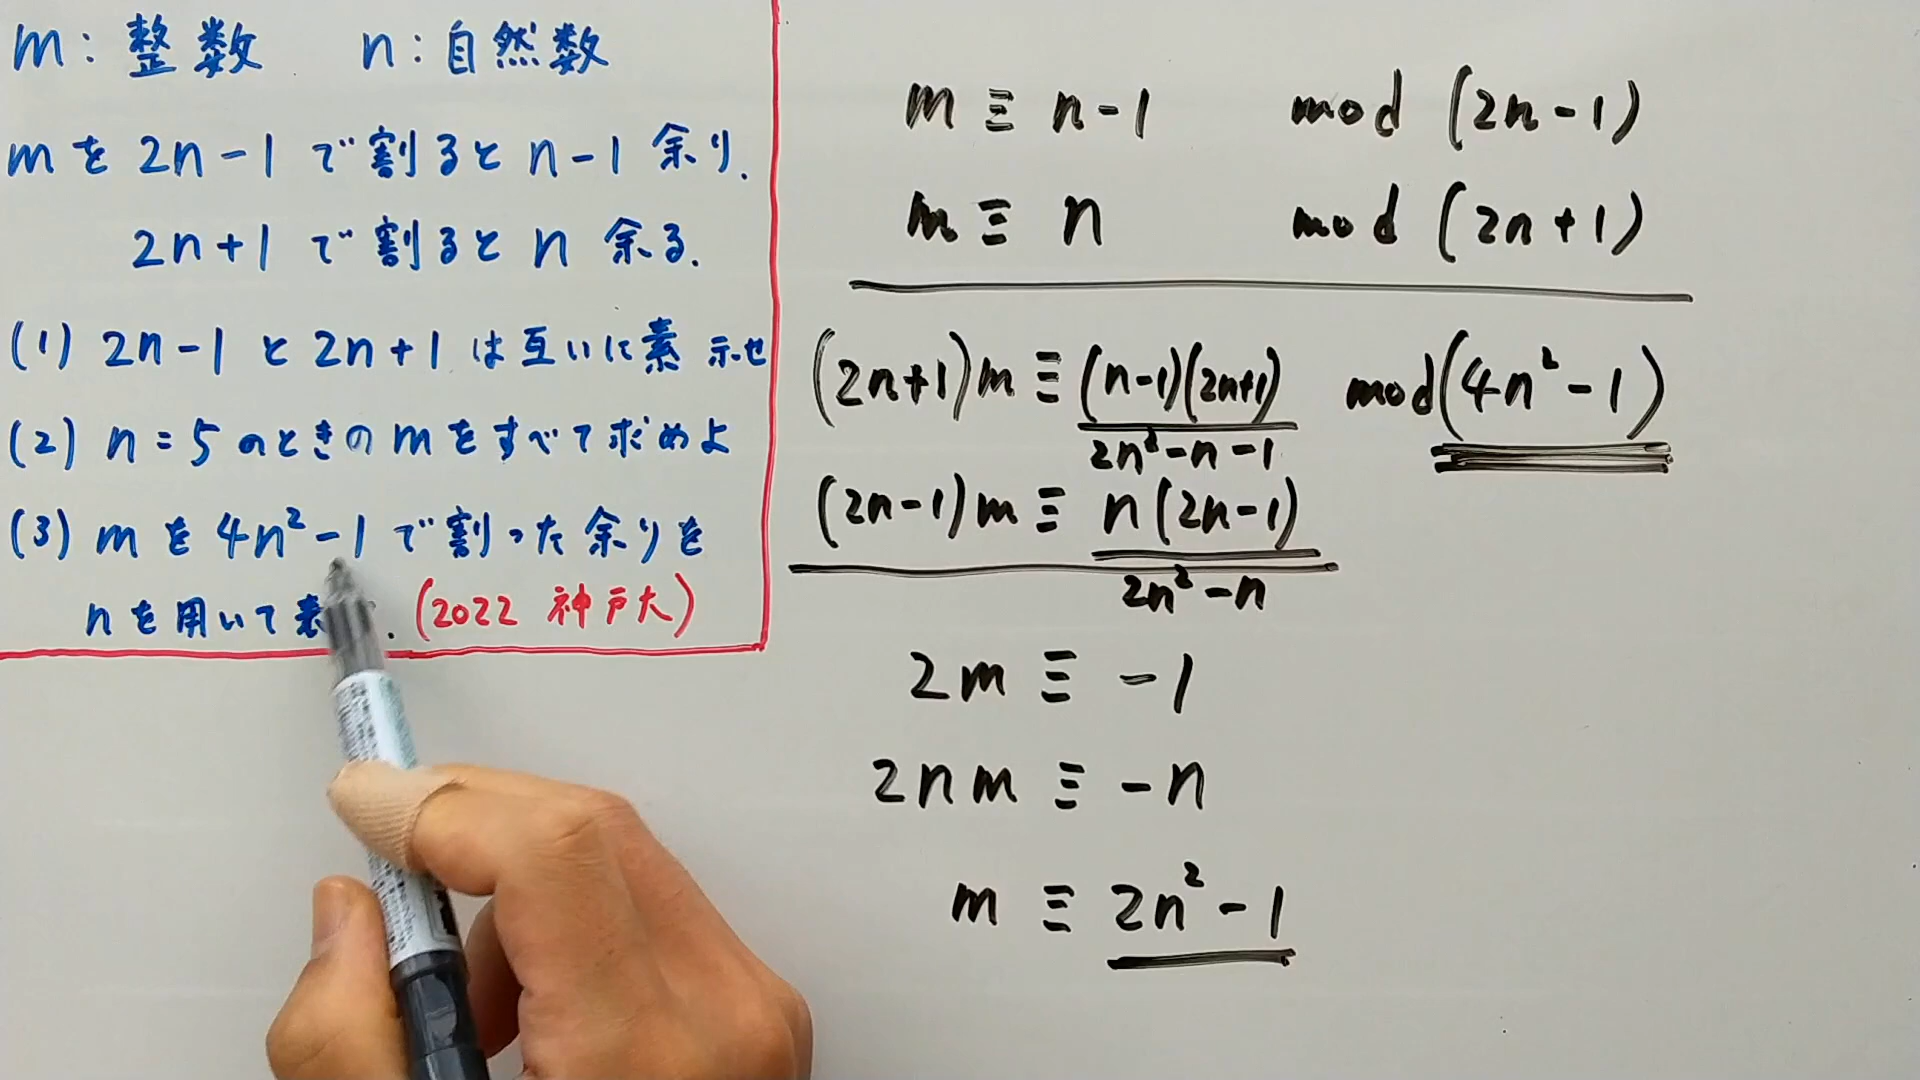 m:整数 n:自然数
mを2n-1で割るとn-1余り.
2n+1で割るとn余る.
(1) 2n-1と2n+1は互いに素 示せ
(2) n=5のときのmをすべて求めよ
(3) mを4n²-1で割った余りを
nを用いて表 . (2022 神戸大)
m ≡ n-1 mod (2n-1)
m ≡ n mod (2n+1)
(2n+1)m ≡ (n-1)(2n+1) mod (4n²-1)
2n²-n-1
(2n-1)m ≡ n(2n-1)
2n²-n
2m ≡ -1
2nm ≡ -n
m ≡ 2n²-1